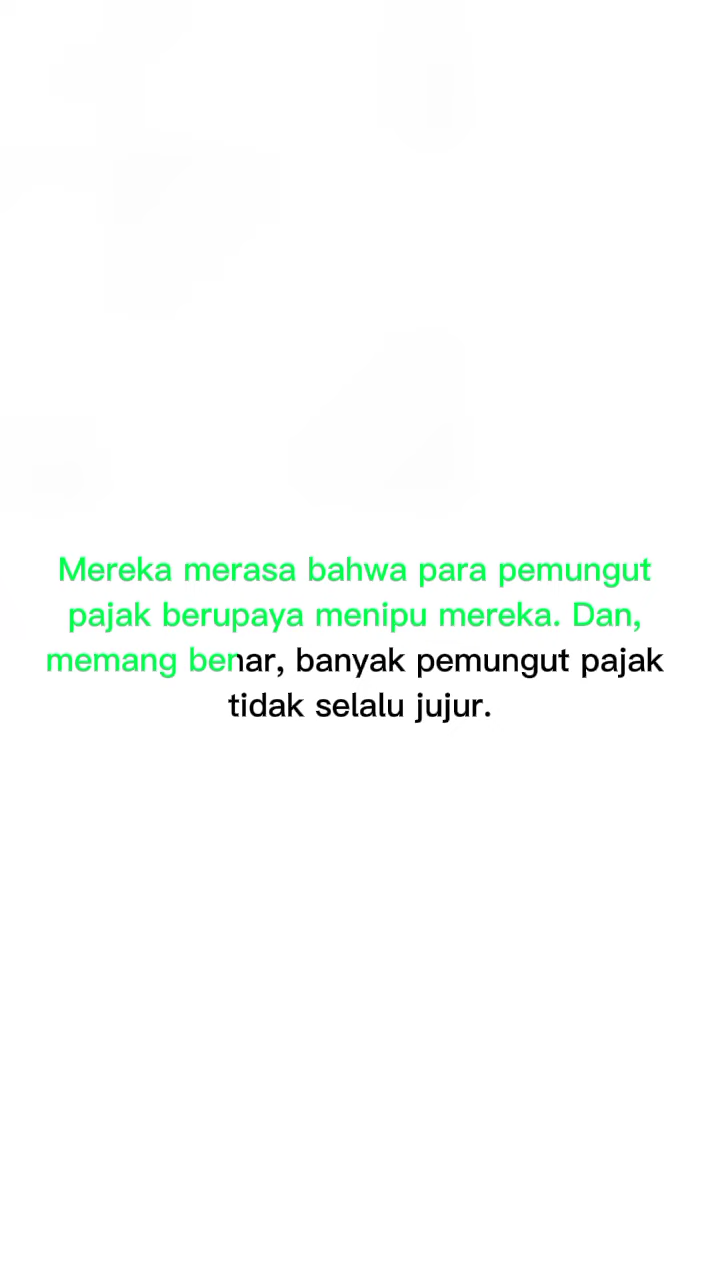 Mereka merasa bahwa para pemungut
pajak berupaya menipu mereka. Dan,
memang benar, banyak pemungut pajak
tidak selalu jujur.